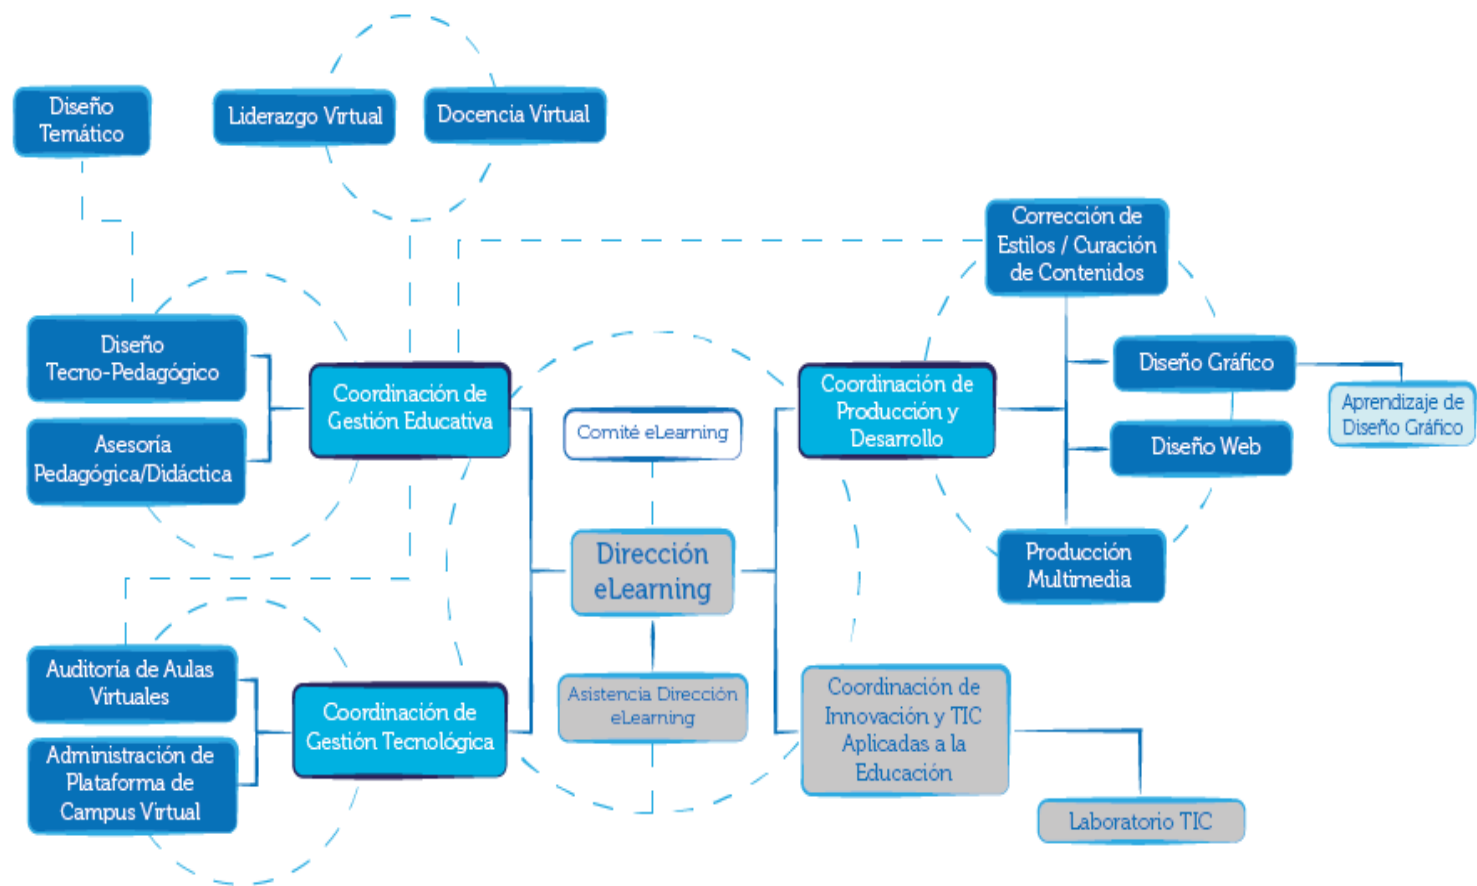 Diseño
Temático
Liderazgo Virtual
Docencia Virtual
Corrección de
Estilos / Curación
de Contenidos
Diseño
Tecno-Pedagógico
Asesoría
Pedagógica/Didáctica
Coordinación de
Gestión Educativa
Comité eLearning
Coordinación de
Producción y
Desarrollo
Diseño Gráfico
Aprendizaje de
Diseño Gráfico
Diseño Web
Producción
Multimedia
Dirección
eLearning
Asistencia Dirección
eLearning
Auditoría de Aulas
Virtuales
Administración de
Plataforma de
Campus Virtual
Coordinación de
Gestión Tecnológica
Coordinación de
Innovación y TIC
Aplicadas a la
Educación
Laboratorio TIC